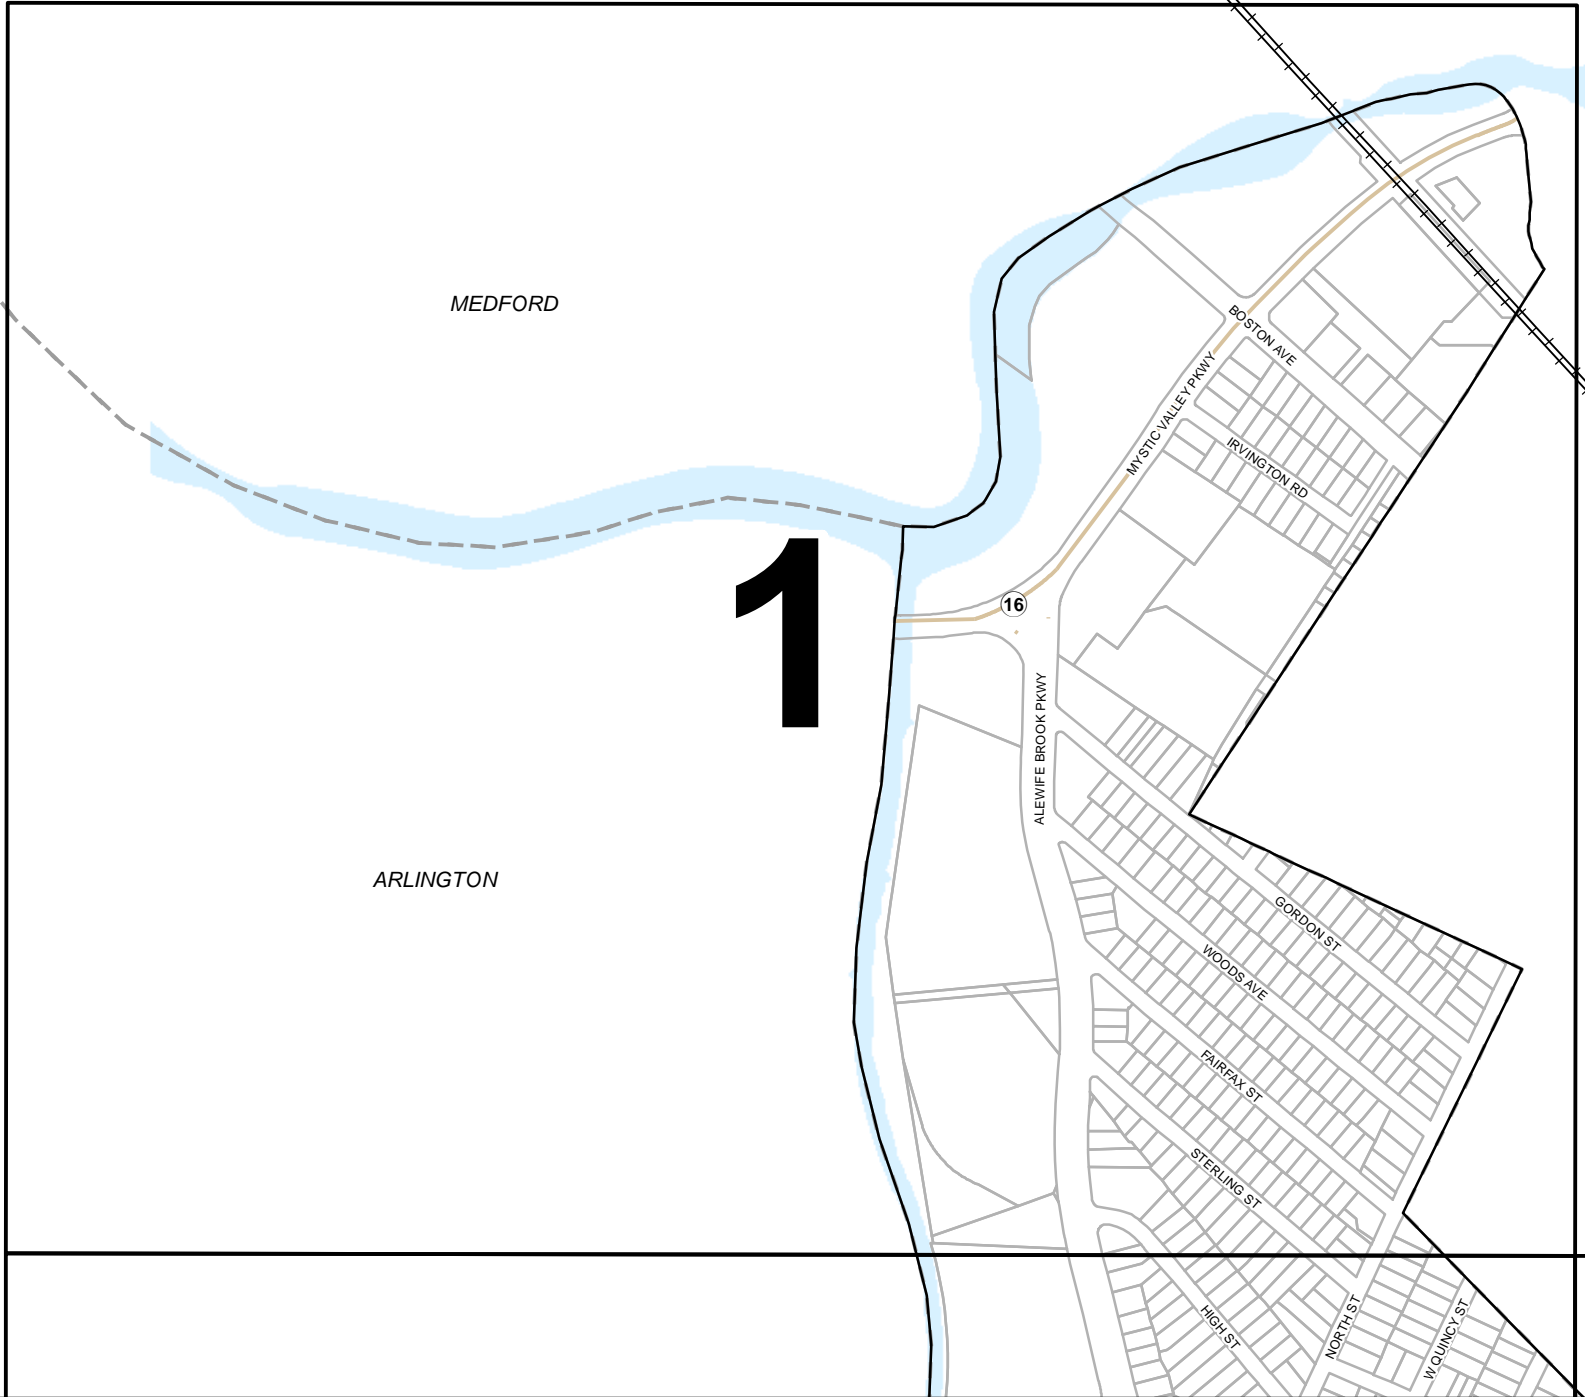 MEDFORD
BOSTON AVE
MYSTIC VALLEY PKWY
IRVINGTON RD
1
16
ALEWIFE BROOK PKWY
ARLINGTON
GORDON ST
WOODS AVE
FAIRFAX ST
STERLING ST
HIGH ST
NORTH ST
W QUINCY ST